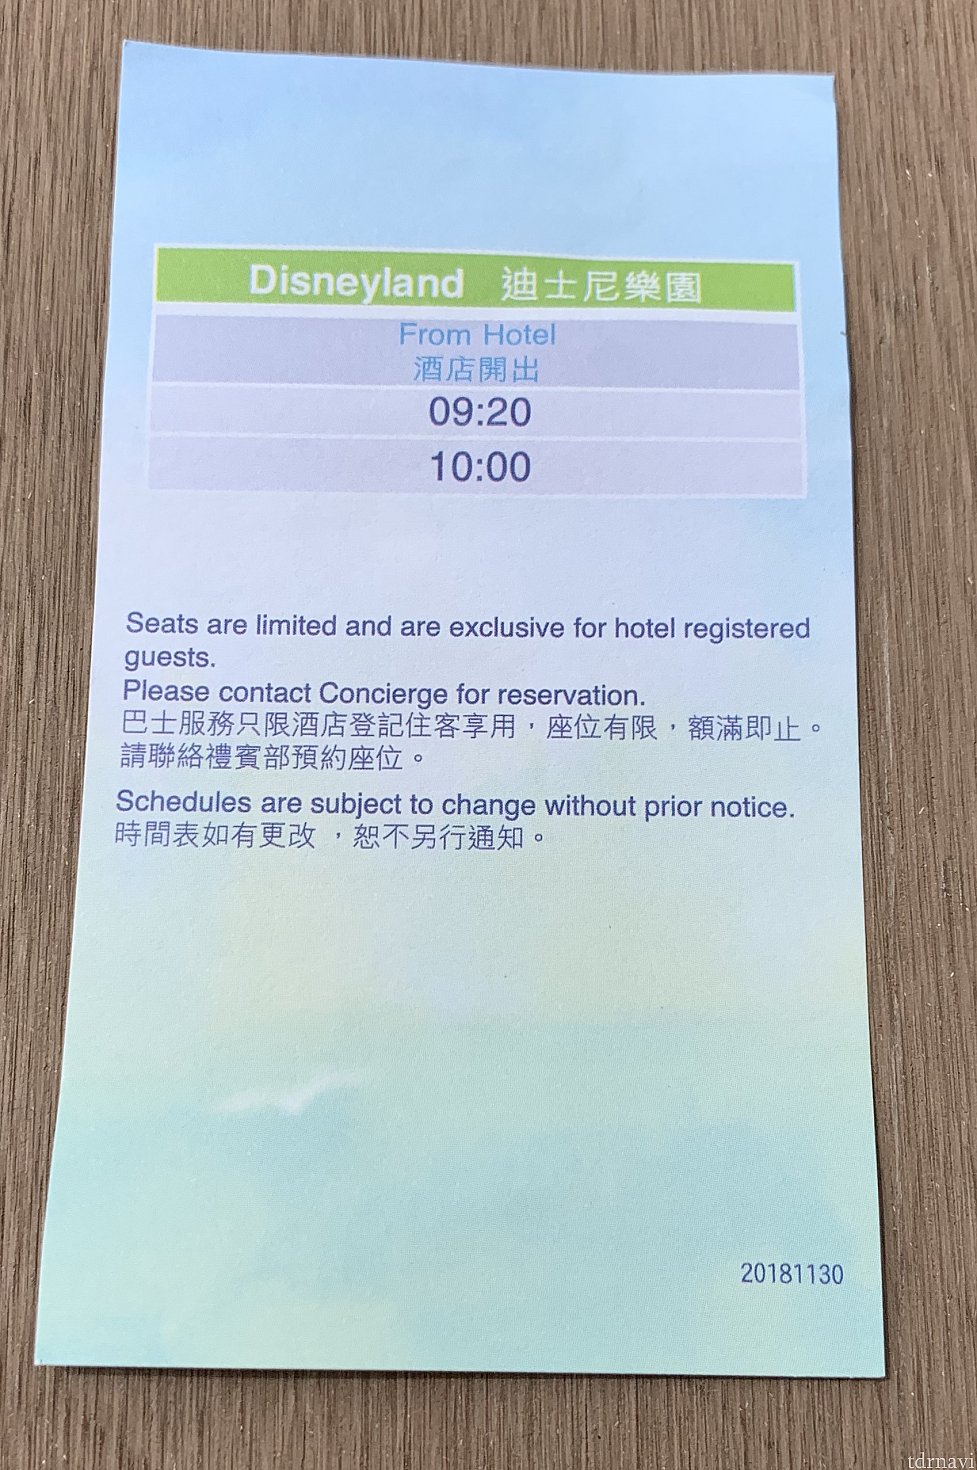 Disneyland 迪士尼樂園
From Hotel
酒店開出
09:20
10:00
Seats are limited and are exclusive for hotel registered
guests.
Please contact Concierge for reservation.
巴士服務只限酒店登記住客享用，座位有限，額滿即止。
請聯絡禮賓部預約座位。
Schedules are subject to change without prior notice.
時間表如有更改 ，恕不另行通知。
20181130
tdrnavi